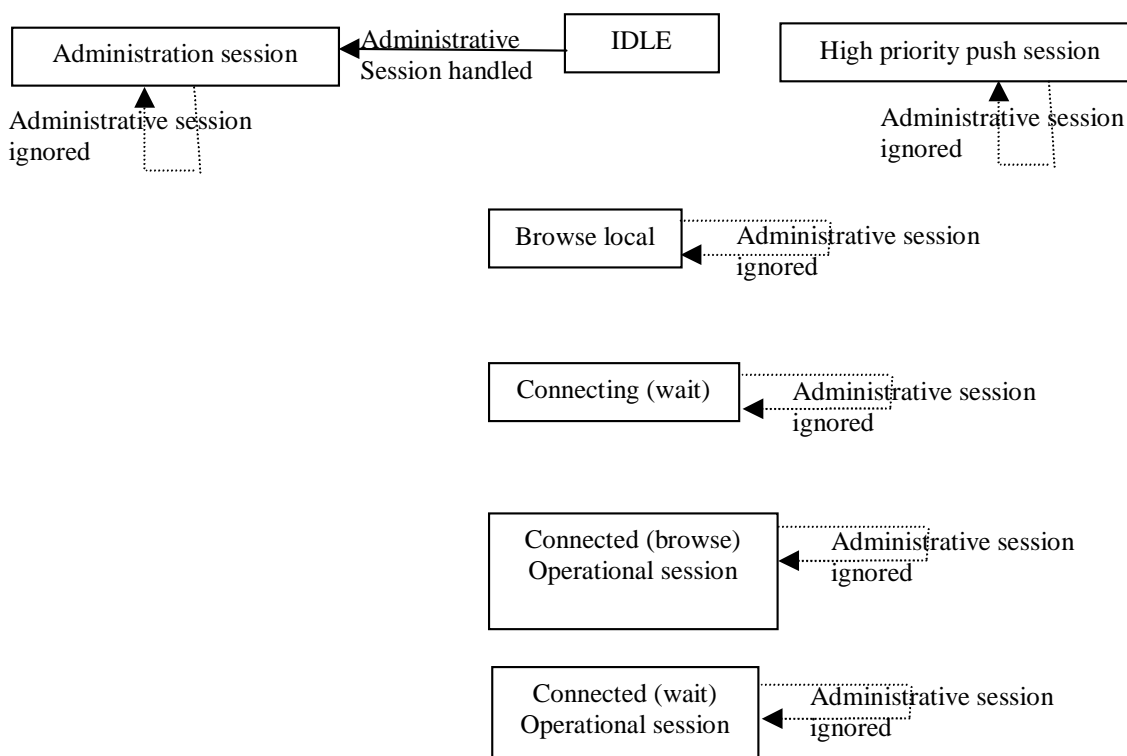 Administration session
Administrative
Session handled
IDLE
High priority push session
Administrative session
ignored
Administrative session
ignored
Browse local
Administrative session
ignored
Connecting (wait)
Administrative session
ignored
Connected (browse)
Operational session
Administrative session
ignored
Connected (wait)
Operational session
Administrative session
ignored